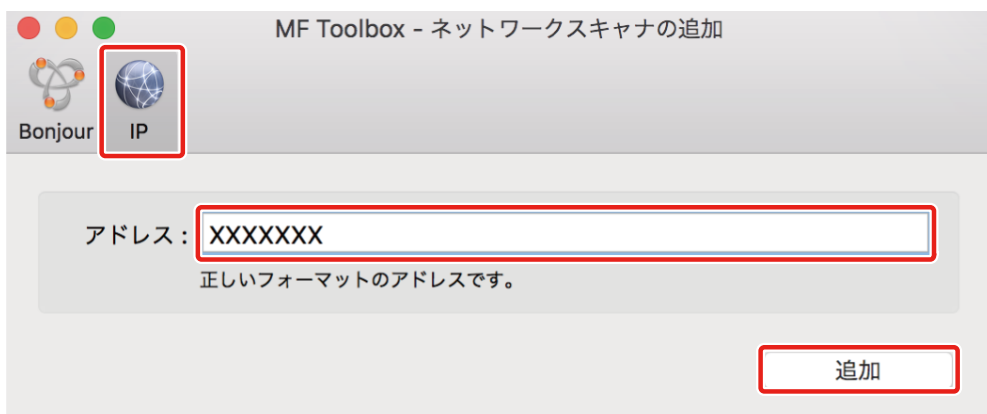 MF Toolbox - ネットワークスキャナの追加
Bonjour IP
アドレス : XXXXXXX
正しいフォーマットのアドレスです。
追加